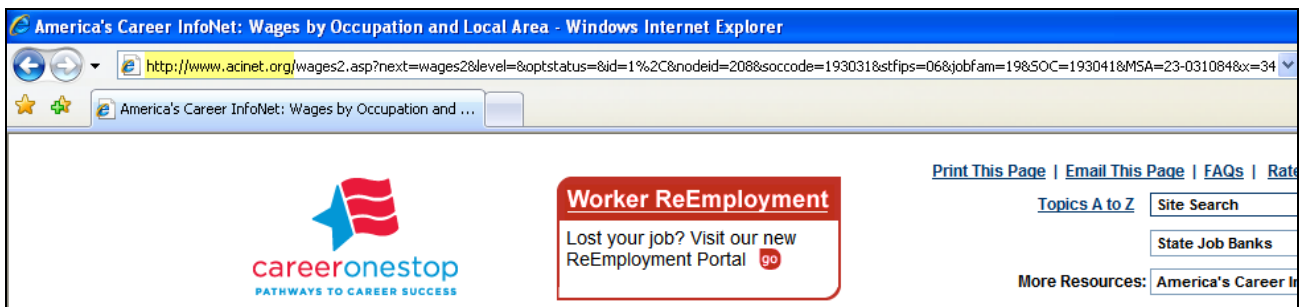 America's Career InfoNet: Wages by Occupation and Local Area - Windows Internet Explorer
http://www.acinet.org/wages2.asp?next=wages2&level=&optstatus=&id=1%2C&nodeid=208&soccode=193031&stfips=06&jobfam=19&SOC=193041&MSA=23-031084&x=34
America's Career InfoNet: Wages by Occupation and ...
Print This Page | Email This Page | FAQs | Rate
Topics A to Z Site Search
State Job Banks
More Resources: America's Career
careeronestop
PATHWAYS TO CAREER SUCCESS
Worker ReEmployment
Lost your job? Visit our new
ReEmployment Portal go